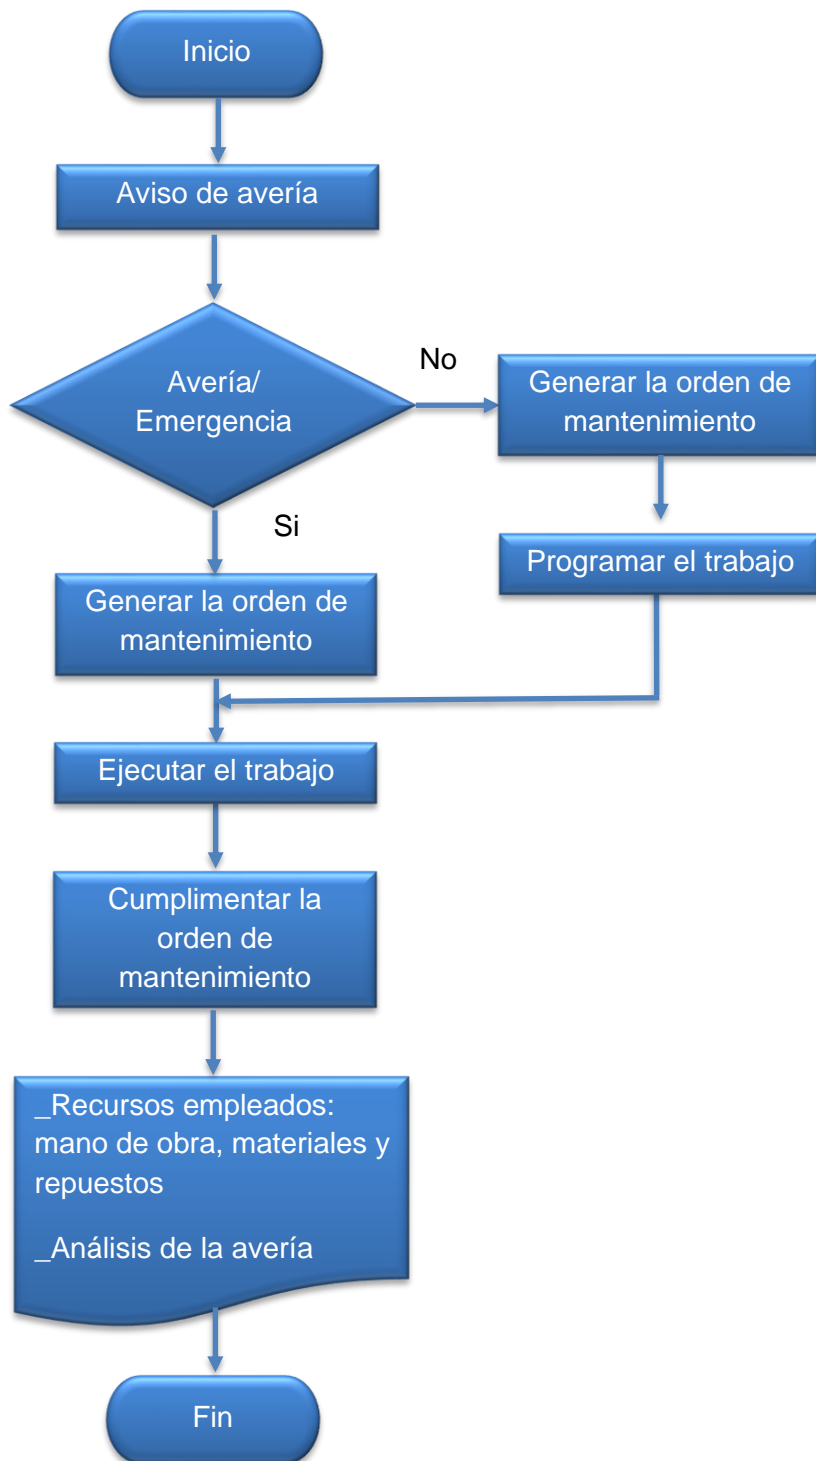 Inicio
Aviso de avería
Avería/
Emergencia
No
Generar la orden de
mantenimiento
Programar el trabajo
Si
Generar la orden de
mantenimiento
Ejecutar el trabajo
Cumplimentar la
orden de
mantenimiento
_Recursos empleados:
mano de obra, materiales y
repuestos
_Análisis de la avería
Fin